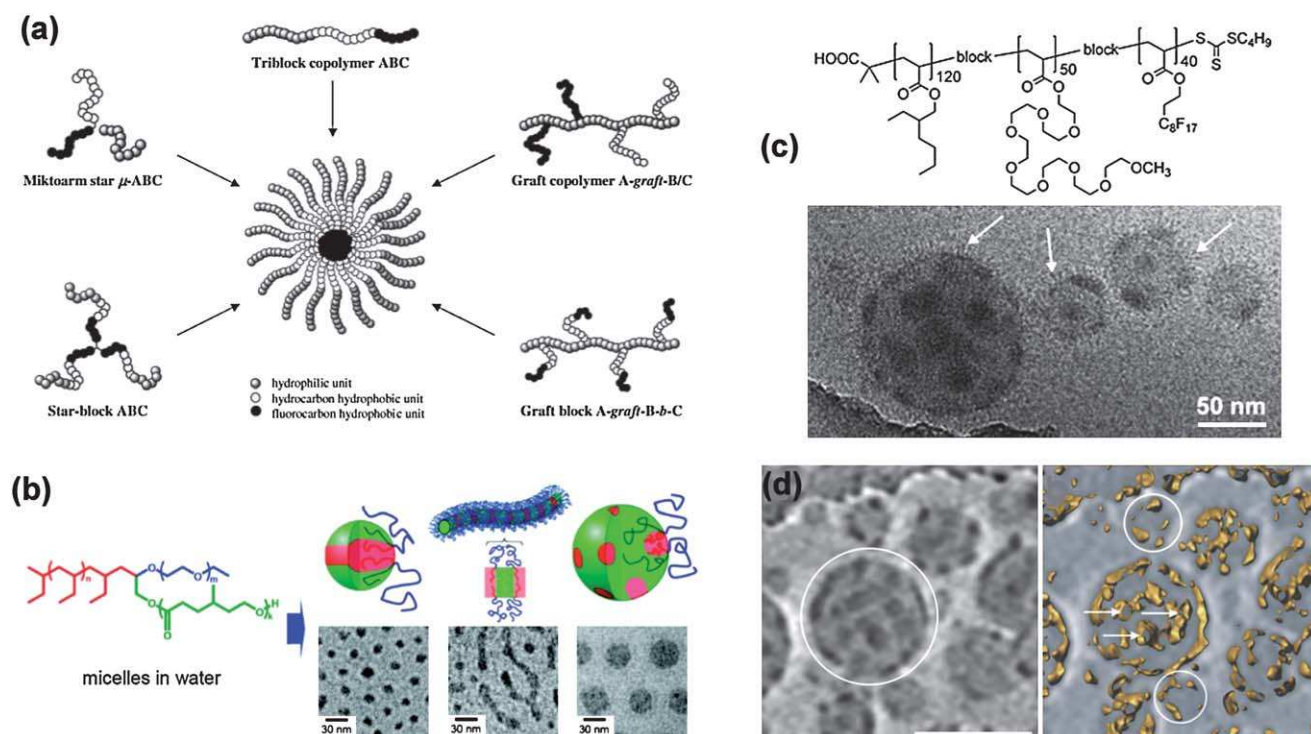 (a)
Triblock copolymer ABC
Miktoarm star μ-ABC
Graft copolymer A-graft-B/C
Star-block ABC
hydrophilic unit
hydrocarbon hydrophobic unit
fluorocarbon hydrophobic unit
Graft block A-graft-B-b-C
(b)
n
O
m
O
O
O
H
k
micelles in water
30 nm
30 nm
30 nm
HOOC
120
block
50
block
40
S
SC4H9
S
O
O
O
O
O
O
C8F17
O
O
O
O
O
O
O
OCH3
(c)
50 nm
(d)